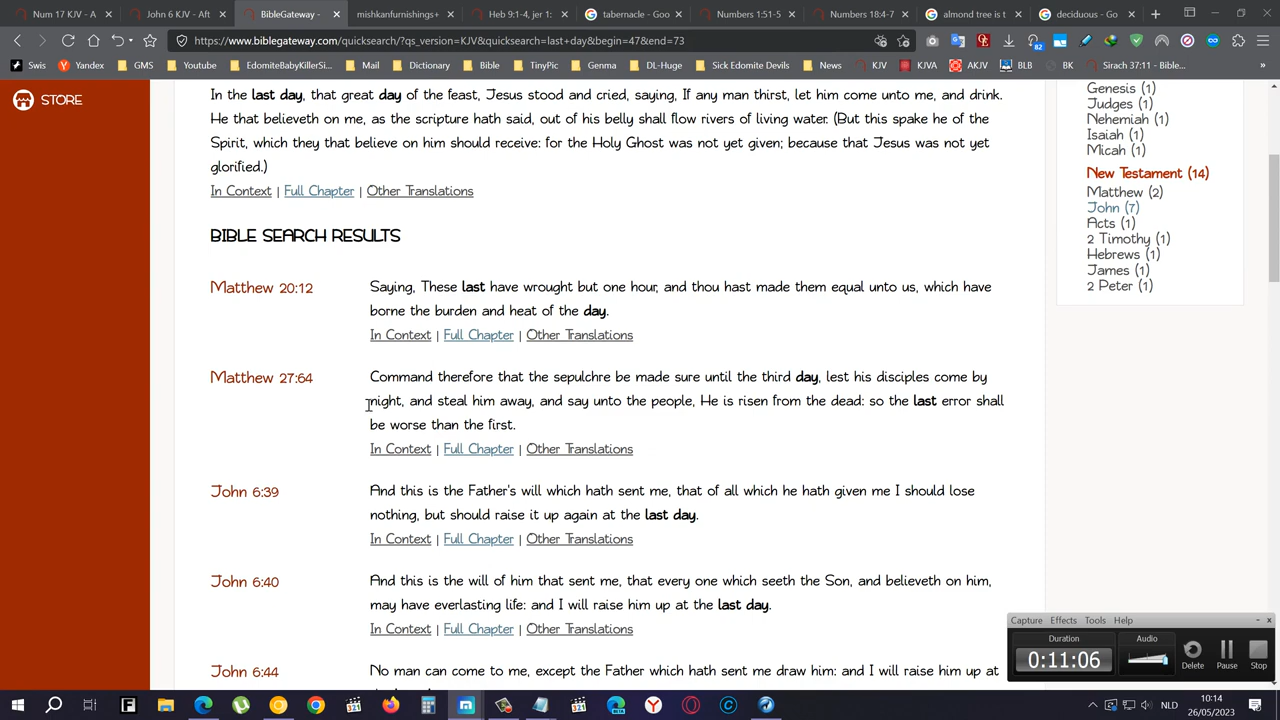 Num 17 KJV - AV
John 6 KJV - Aft
BibleGateway -
mishkanfurnishings+
Heb 9:1-4, jer 1:
tabernacle - Goo
Numbers 1:51-5
Numbers 18:4-7
almond tree is t
deciduous - Go
https://www.biblegateway.com/quicksearch/?qs_version=KJV&quicksearch=last+day&begin=47&end=73
82
Swis
Yandex
GMS
Youtube
EdomiteBabyKillerSi...
Mail
Dictionary
Bible
TinyPic
Genma
DL-Huge
Sick Edomite Devils
News
KJV
KJVA
AKJV
BLB
BK
Sirach 37:11 - Bible...
STORE
In the last day, that great day of the feast, Jesus stood and cried, saying, If any man thirst, let him come unto me, and drink.
He that believeth on me, as the scripture hath said, out of his belly shall flow rivers of living water. (But this spake he of the
Spirit, which they that believe on him should receive: for the Holy Ghost was not yet given; because that Jesus was not yet
glorified.)
In Context | Full Chapter | Other Translations
BIBLE SEARCH RESULTS
Matthew 20:12
Saying, These last have wrought but one hour, and thou hast made them equal unto us, which have
borne the burden and heat of the day.
In Context | Full Chapter | Other Translations
Matthew 27:64
Command therefore that the sepulchre be made sure until the third day, lest his disciples come by
night, and steal him away, and say unto the people, He is risen from the dead: so the last error shall
be worse than the first.
In Context | Full Chapter | Other Translations
John 6:39
And this is the Father's will which hath sent me, that of all which he hath given me I should lose
nothing, but should raise it up again at the last day.
In Context | Full Chapter | Other Translations
John 6:40
And this is the will of him that sent me, that every one which seeth the Son, and believeth on him,
may have everlasting life: and I will raise him up at the last day.
In Context | Full Chapter | Other Translations
John 6:44
No man can come to me, except the Father which hath sent me draw him: and I will raise him up at
Genesis (1)
Judges (1)
Nehemiah (1)
Isaiah (1)
Micah (1)
New Testament (14)
Matthew (2)
John (7)
Acts (1)
2 Timothy (1)
Hebrews (1)
James (1)
2 Peter (1)
Capture Effects Tools Help
Duration
0:11:06
Audio
Delete
Pause
Stop
NLD
10:14
26/05/2023